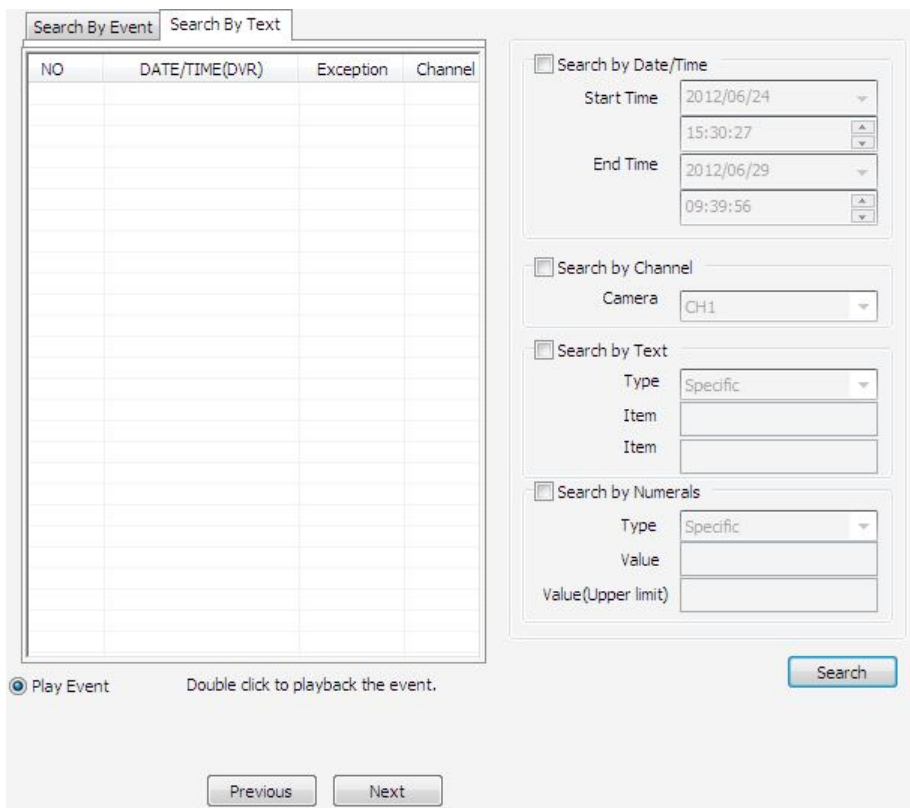 Search By Event Search By Text
NO DATE/TIME(DVR) Exception Channel
Search by Date/Time
Start Time 2012/06/24
15:30:27
End Time 2012/06/29
09:39:56
Search by Channel
Camera CH1
Search by Text
Type Specific
Item
Item
Search by Numerals
Type Specific
Value
Value(Upper limit)
Search
Play Event Double click to playback the event.
Previous Next